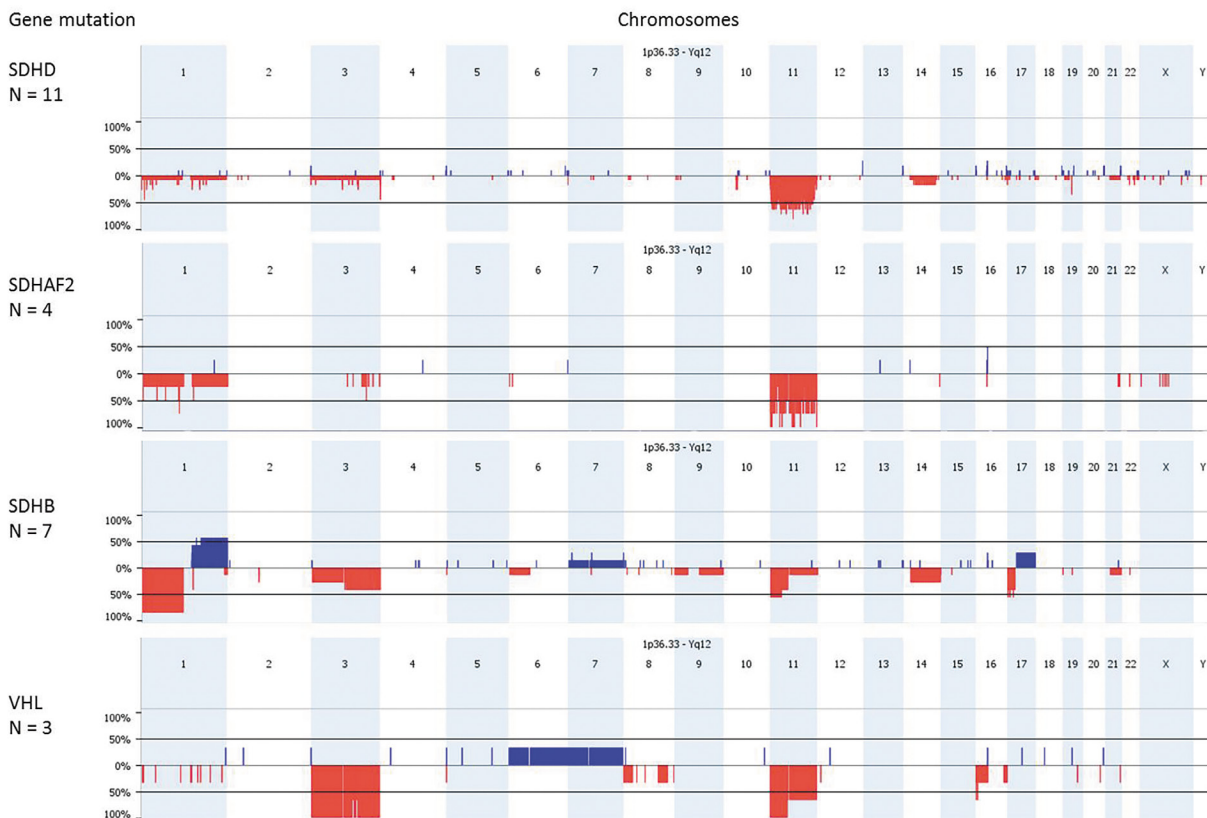 Gene mutation Chromosomes
SDHD
N = 11
1p36.33 - Yq12
1 2 3 4 5 6 7 8 9 10 11 12 13 14 15 16 17 18 19 20 21 22 X Y
100%
50%
0%
50%
100%
SDHAF2
N = 4
1p36.33 - Yq12
1 2 3 4 5 6 7 8 9 10 11 12 13 14 15 16 17 18 19 20 21 22 X Y
100%
50%
0%
50%
100%
SDHB
N = 7
1p36.33 - Yq12
1 2 3 4 5 6 7 8 9 10 11 12 13 14 15 16 17 18 19 20 21 22 X Y
100%
50%
0%
50%
100%
VHL
N = 3
1p36.33 - Yq12
1 2 3 4 5 6 7 8 9 10 11 12 13 14 15 16 17 18 19 20 21 22 X Y
100%
50%
0%
50%
100%